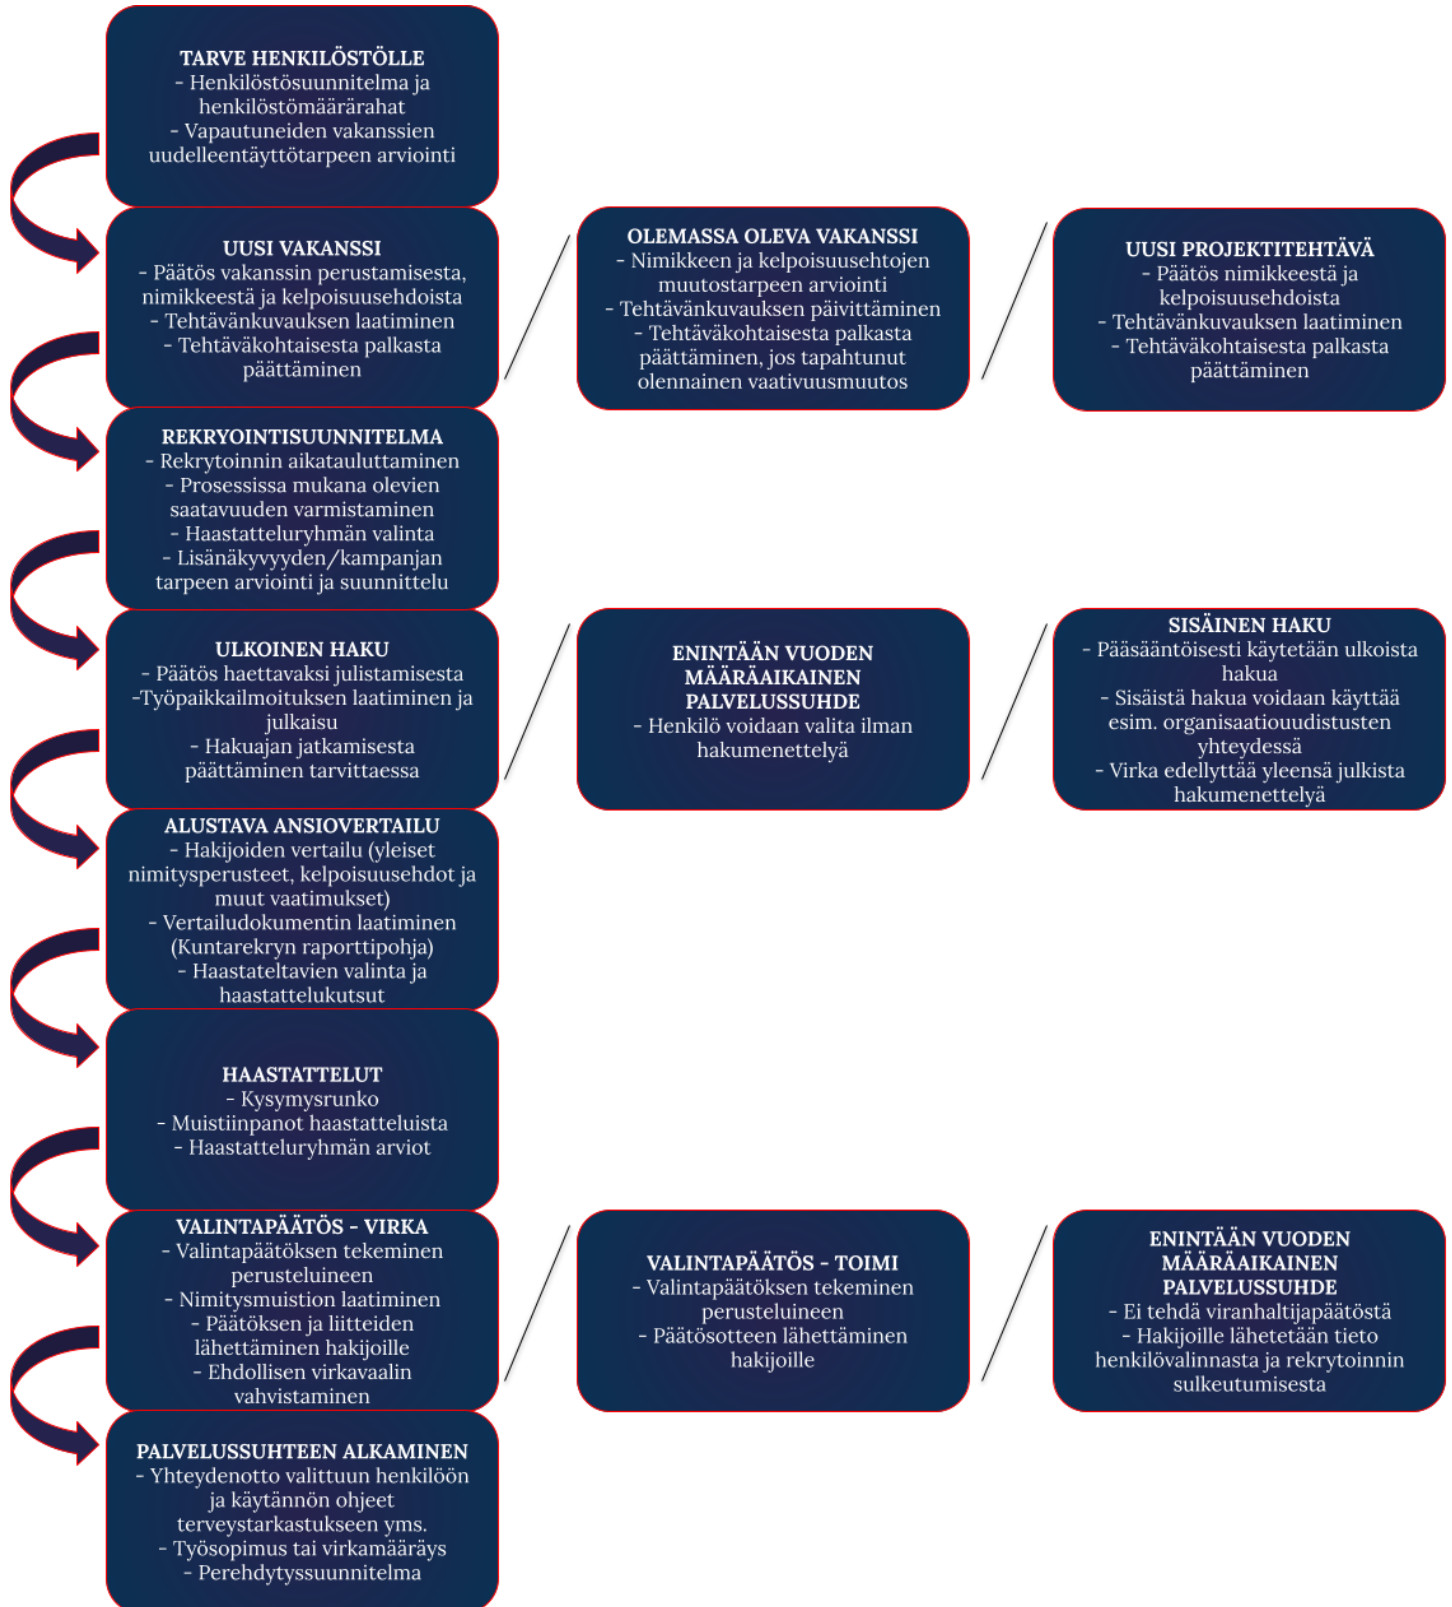 TARVE HENKILÖSTÖLLE
- Henkilöstösuunnitelma ja
henkilöstömäärärahat
- Vapautuneiden vakanssien
uudelleentäyttötarpeen arviointi
UUSI VAKANSSI
- Päätös vakanssin perustamisesta,
nimikkeestä ja kelpoisuusehdoista
- Tehtävänkuvauksen laatiminen
- Tehtäväkohtaisesta palkasta
päättäminen
OLEMASSA OLEVA VAKANSSI
- Nimikkeen ja kelpoisuusehtojen
muutostarpeen arviointi
- Tehtävänkuvauksen päivittäminen
- Tehtäväkohtaisesta palkasta
päättäminen, jos tapahtunut
olennainen vaativuusmuutos
UUSI PROJEKTITEHTÄVÄ
- Päätös nimikkeestä ja
kelpoisuusehdoista
- Tehtävänkuvauksen laatiminen
- Tehtäväkohtaisesta palkasta
päättäminen
REKRYOINTISUUNNITELMA
- Rekrytoinnin aikatauluttaminen
- Prosessissa mukana olevien
saatavuuden varmistaminen
- Haastatteluryhmän valinta
- Lisänäkyvyyden/kampanjan
tarpeen arviointi ja suunnittelu
ULKOINEN HAKU
- Päätös haettavaksi julistamisesta
-Työpaikkailmoituksen laatiminen ja
julkaisu
- Hakuajan jatkamisesta
päättäminen tarvittaessa
ENINTÄÄN VUODEN
MÄÄRÄAIKAINEN
PALVELUSSUHDE
- Henkilö voidaan valita ilman
hakumenettelyä
SISÄINEN HAKU
- Pääsääntöisesti käytetään ulkoista
hakua
- Sisäistä hakua voidaan käyttää
esim. organisaatiouudistusten
yhteydessä
- Virka edellyttää yleensä julkista
hakumenettelyä
ALUSTAVA ANSIOVERTAILU
- Hakijoiden vertailu (yleiset
nimitysperusteet, kelpoisuusehdot ja
muut vaatimukset)
- Vertailudokumentin laatiminen
(Kuntarekryn raporttipohja)
- Haastateltavien valinta ja
haastattelukutsut
HAASTATTELUT
- Kysymysrunko
- Muistiinpanot haastatteluista
- Haastatteluryhmän arviot
VALINTAPÄÄTÖS - VIRKA
- Valintapäätöksen tekeminen
perusteluineen
- Nimitysmuistion laatiminen
- Päätöksen ja liitteiden
lähettäminen hakijoille
- Ehdollisen virkavaalin
vahvistaminen
VALINTAPÄÄTÖS - TOIMI
- Valintapäätöksen tekeminen
perusteluineen
- Päätösotteen lähettäminen
hakijoille
ENINTÄÄN VUODEN
MÄÄRÄAIKAINEN
PALVELUSSUHDE
- Ei tehdä viranhaltijapäätöstä
- Hakijoille lähetetään tieto
henkilövalinnasta ja rekrytoinnin
sulkeutumisesta
PALVELUSSUHTEEN ALKAMINEN
- Yhteydenotto valittuun henkilöön
ja käytännön ohjeet
terveystarkastukseen yms.
- Työsopimus tai virkamääräys
- Perehdytyssuunnitelma